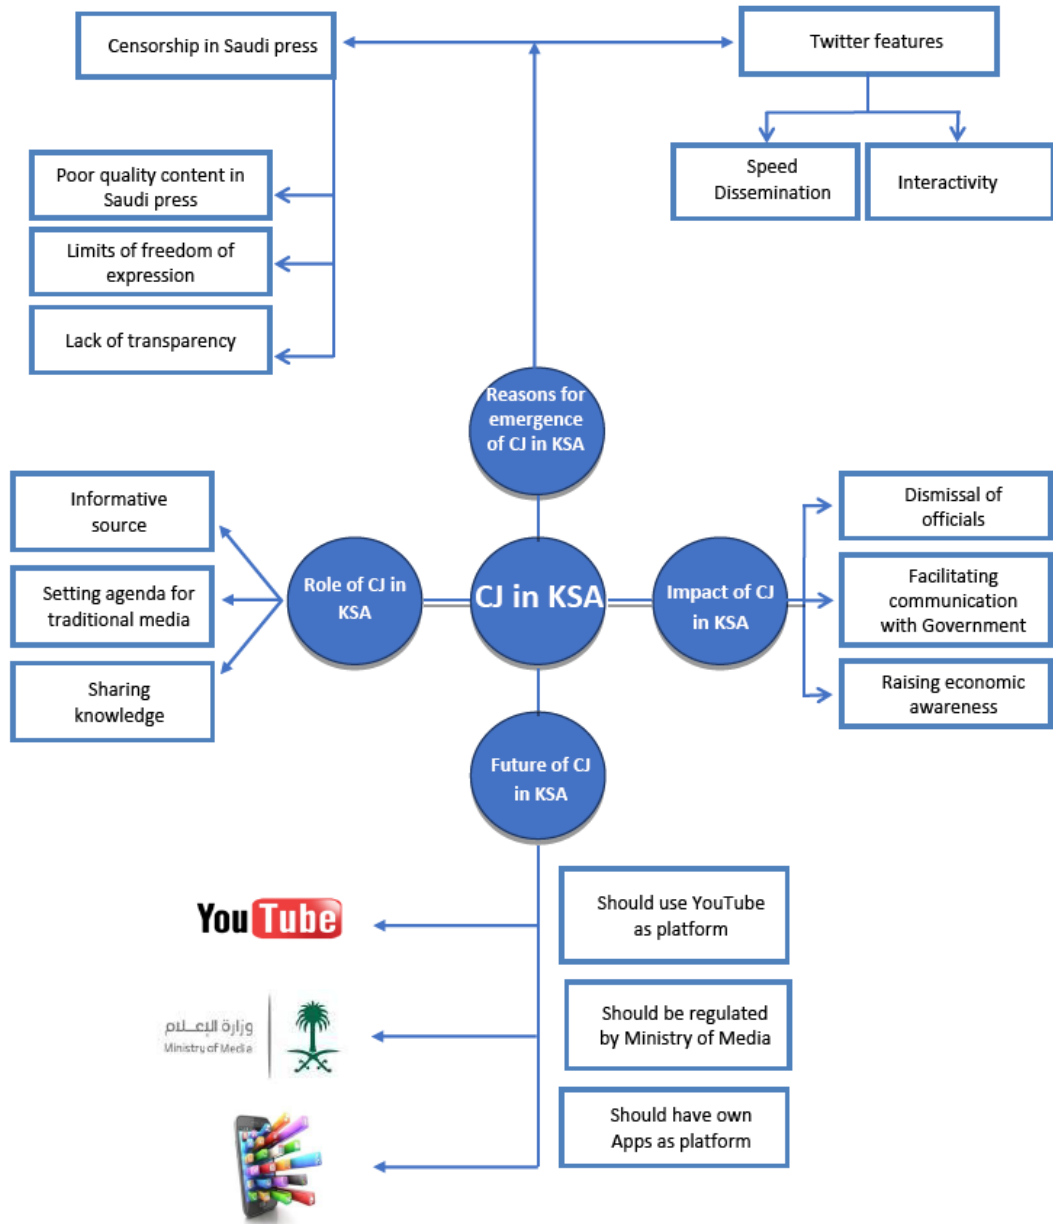 Censorship in Saudi press
Twitter features
Poor quality content in
Saudi press
Speed
Dissemination
Interactivity
Limits of freedom of
expression
Lack of transparency
Reasons for
emergence
of CJ in KSA
Informative
source
Setting agenda for
traditional media
Sharing
knowledge
Role of CJ in
KSA
CJ in KSA
Impact of CJ
in KSA
Dismissal of
officials
Facilitating
communication
with Government
Raising economic
awareness
Future of CJ
in KSA
YouTube
Should use YouTube
as platform
وزارة الإعلام
Ministry of Media
Should be regulated
by Ministry of Media
Should have own
Apps as platform